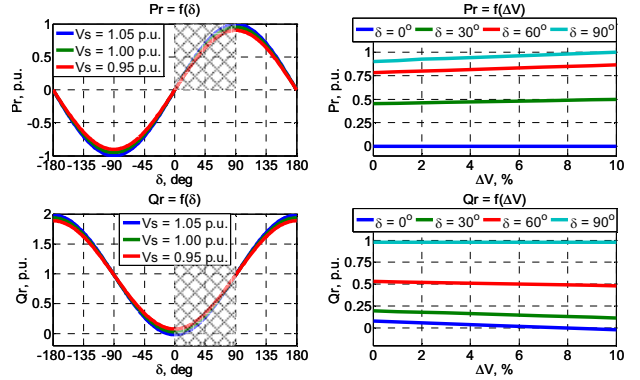 Pr = f(δ)
Pr, p.u.
1
0.5
0
-0.5
-1
Vs = 1.05 p.u.
Vs = 1.00 p.u.
Vs = 0.95 p.u.
-180 -135 -90 -45 0 45 90 135 180
δ, deg
Pr = f(ΔV)
Pr, p.u.
δ = 0° δ = 30° δ = 60° δ = 90°
1
0.75
0.5
0.25
0
0 2 4 6 8 10
ΔV, %
Qr = f(δ)
Qr, p.u.
2
1.5
1
0.5
0
Vs = 1.05 p.u.
Vs = 1.00 p.u.
Vs = 0.95 p.u.
-180 -135 -90 -45 0 45 90 135 180
δ, deg
Qr = f(ΔV)
Qr, p.u.
δ = 0° δ = 30° δ = 60° δ = 90°
1
0.75
0.5
0.25
0
0 2 4 6 8 10
ΔV, %